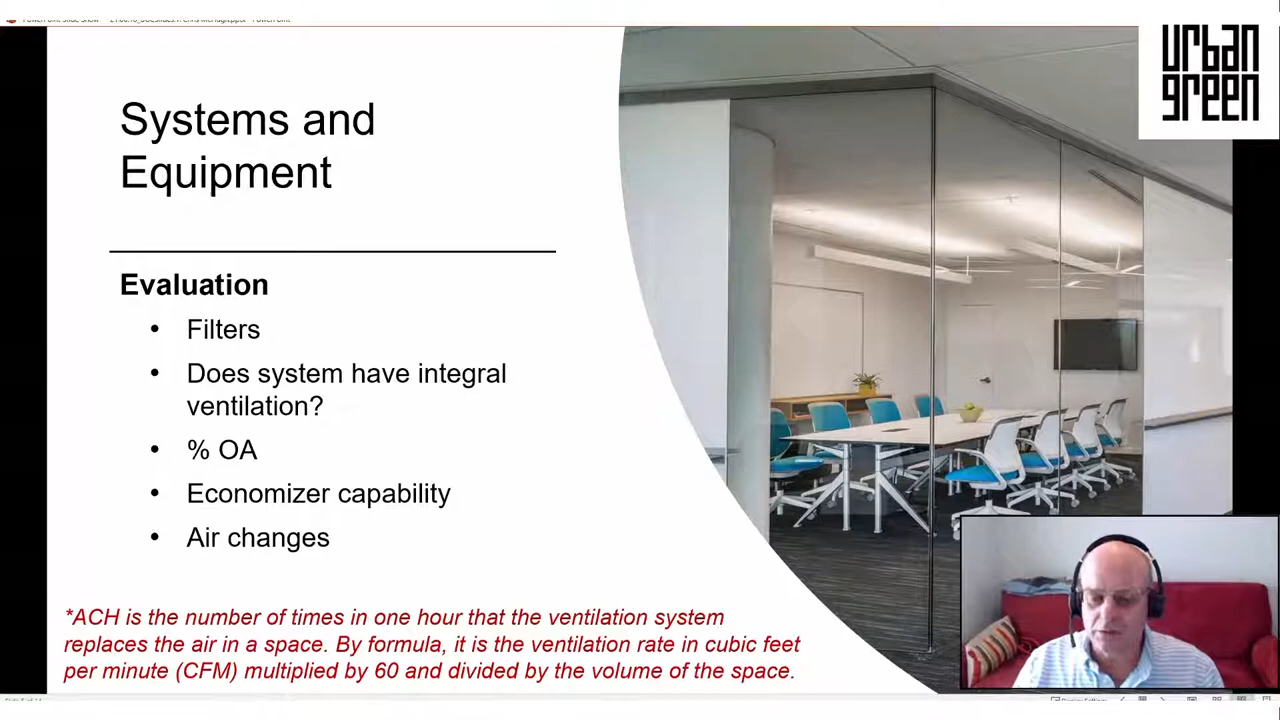 urban
green
Systems and
Equipment
Evaluation
• Filters
• Does system have integral
ventilation?
• % OA
• Economizer capability
• Air changes
*ACH is the number of times in one hour that the ventilation system
replaces the air in a space. By formula, it is the ventilation rate in cubic feet
per minute (CFM) multiplied by 60 and divided by the volume of the space.